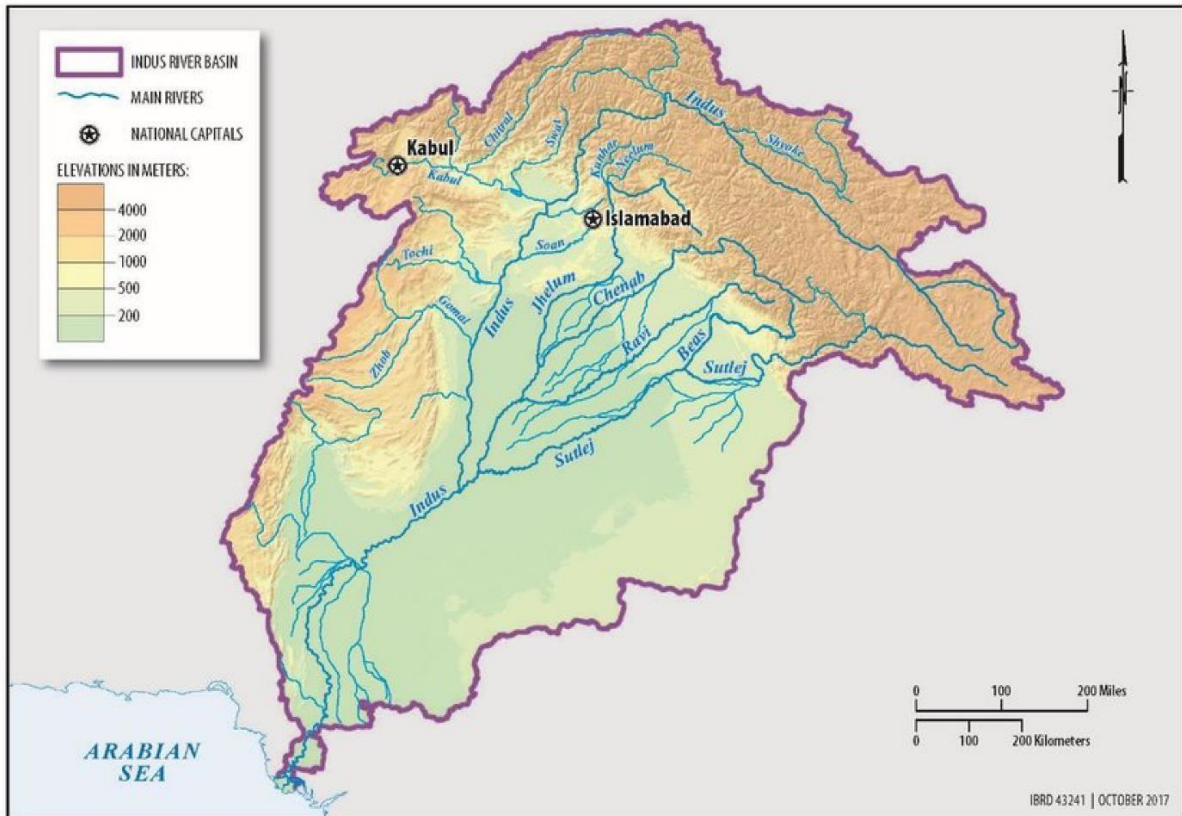 INDUS RIVER BASIN
MAIN RIVERS
NATIONAL CAPITALS
ELEVATIONS IN METERS:
4000
2000
1000
500
200
Kabul
Kabul
Chitral
Swat
Kunhar
Neelum
Indus
Shyoke
Islamabad
Soan
Tochi
Gomal
Zhob
Indus
Jhelum
Chenab
Ravi
Beas
Sutlej
Sutlej
Indus
ARABIAN
SEA
0 100 200 Miles
0 100 200 Kilometers
IBRD 43241 | OCTOBER 2017
N